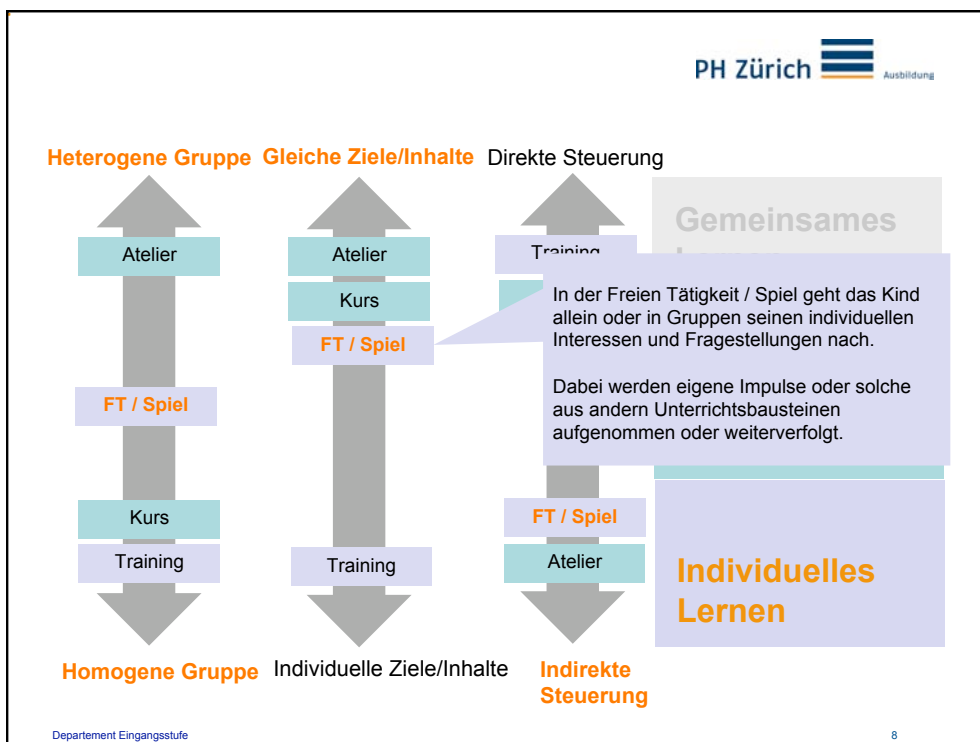 PH Zürich
Ausbildung
Heterogene Gruppe
Gleiche Ziele/Inhalte
Direkte Steuerung
Atelier
FT / Spiel
Kurs
Training
Homogene Gruppe
Atelier
Kurs
FT / Spiel
Training
Individuelle Ziele/Inhalte
Training
FT / Spiel
Atelier
Indirekte
Steuerung
Gemeinsames
In der Freien Tätigkeit / Spiel geht das Kind
allein oder in Gruppen seinen individuellen
Interessen und Fragestellungen nach.
Dabei werden eigene Impulse oder solche
aus andern Unterrichtsbausteinen
aufgenommen oder weiterverfolgt.
Individuelles
Lernen
Departement Eingangsstufe
8